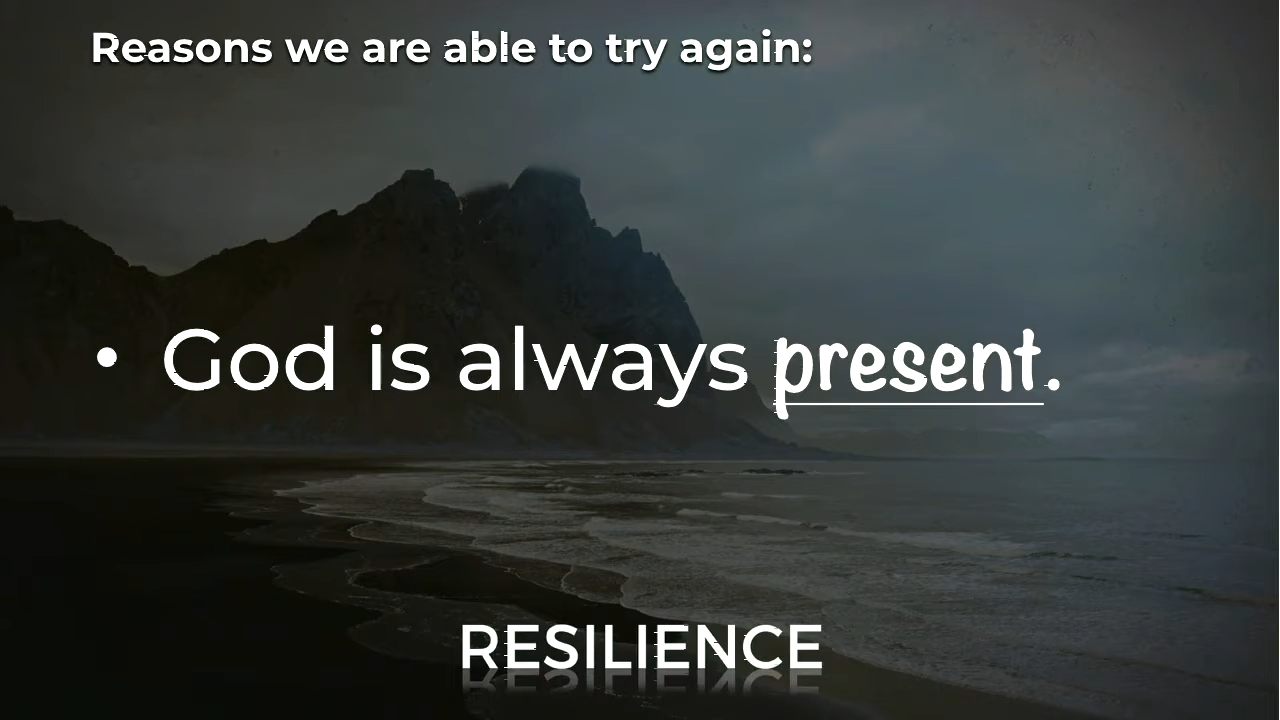 Reasons we are able to try again:
• God is always present.
RESILIENCE